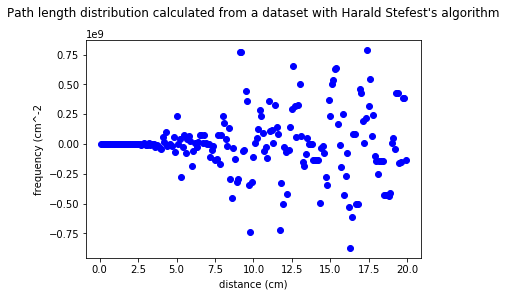 Path length distribution calculated from a dataset with Harald Stefest's algorithm
1e9
0.75
0.50
0.25
0.00
−0.25
−0.50
−0.75
frequency (cm^-2
0.0 2.5 5.0 7.5 10.0 12.5 15.0 17.5 20.0
distance (cm)